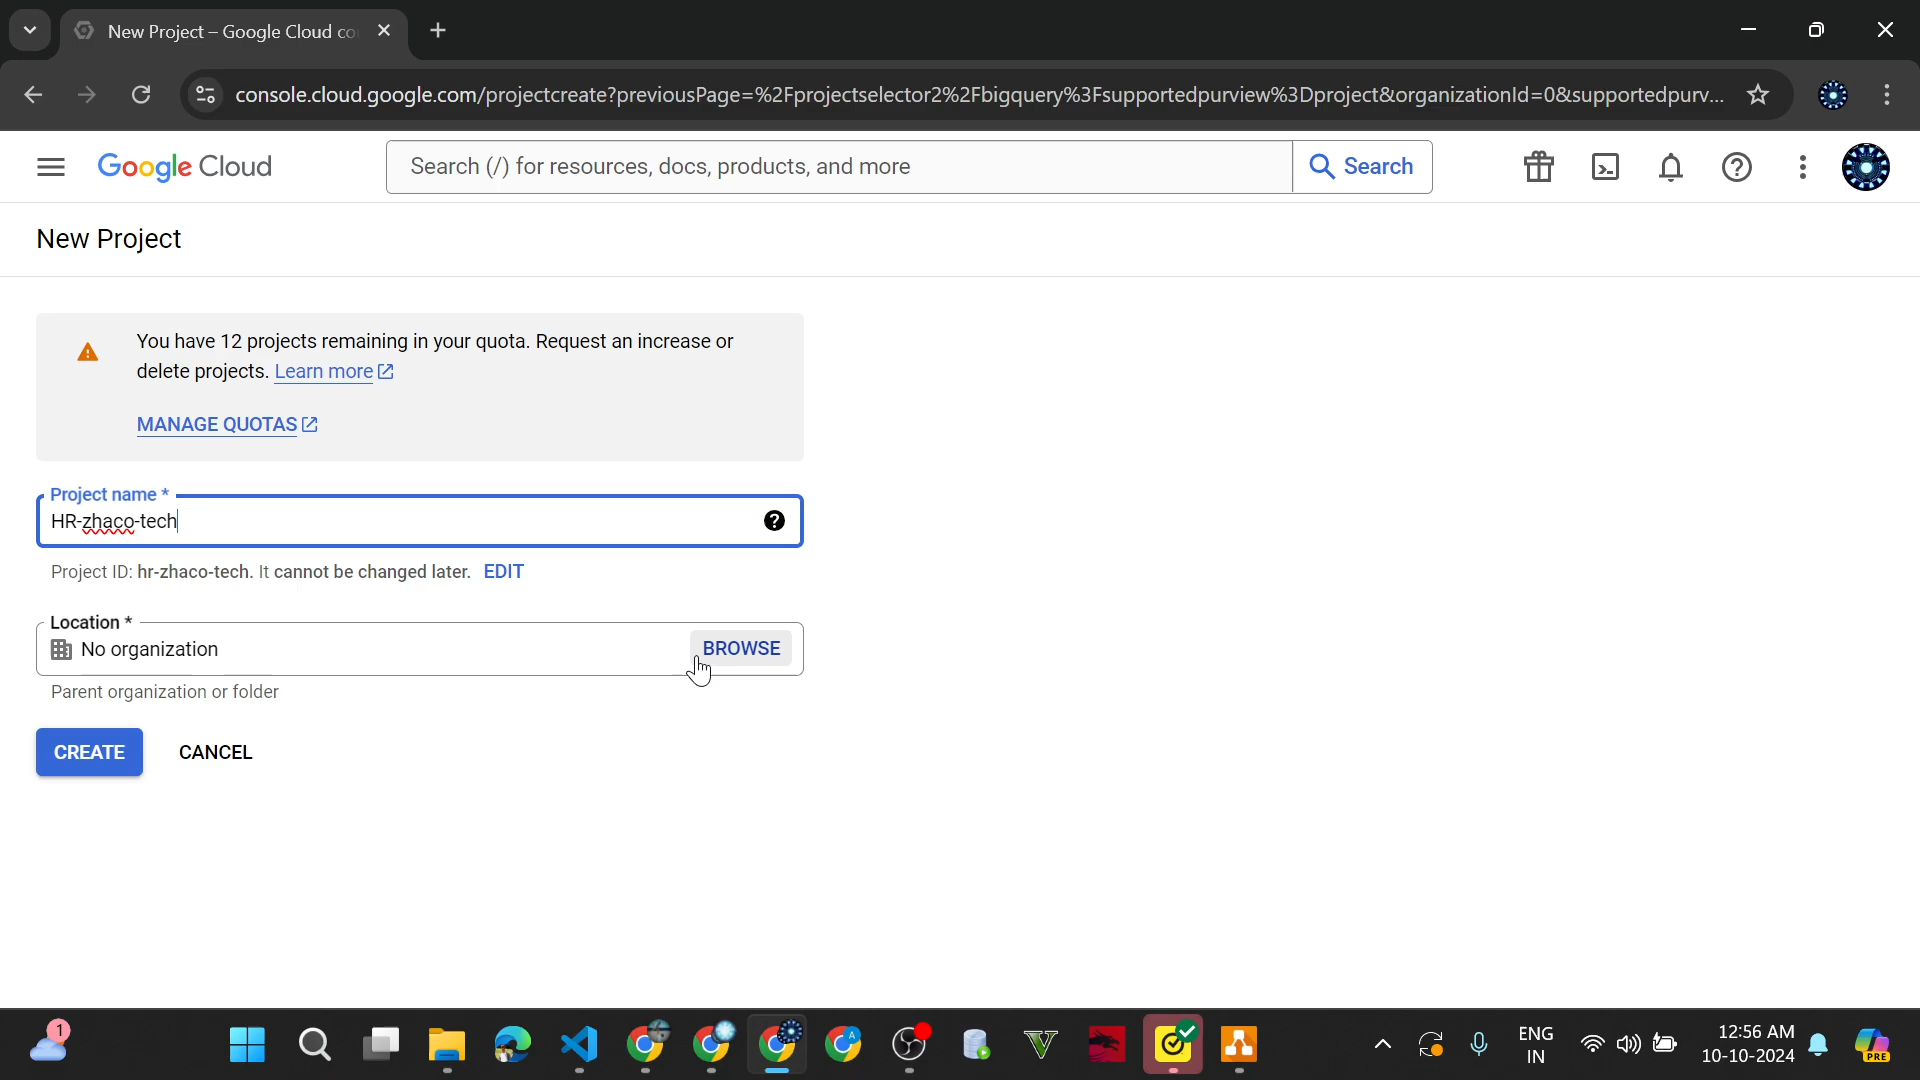 New Project – Google Cloud co
console.cloud.google.com/projectcreate?previousPage=%2Fprojectselector2%2Fbigquery%3Fsupportedpurview%3Dproject&organizationId=0&supportedpurv...
Google Cloud
Search (/) for resources, docs, products, and more
Search
New Project
You have 12 projects remaining in your quota. Request an increase or
delete projects. Learn more
MANAGE QUOTAS
Project name *
HR-zhaco-tech
Project ID: hr-zhaco-tech. It cannot be changed later. EDIT
Location *
No organization
BROWSE
Parent organization or folder
CREATE
CANCEL
1
A
ENG
IN
12:56 AM
10-10-2024
PRE